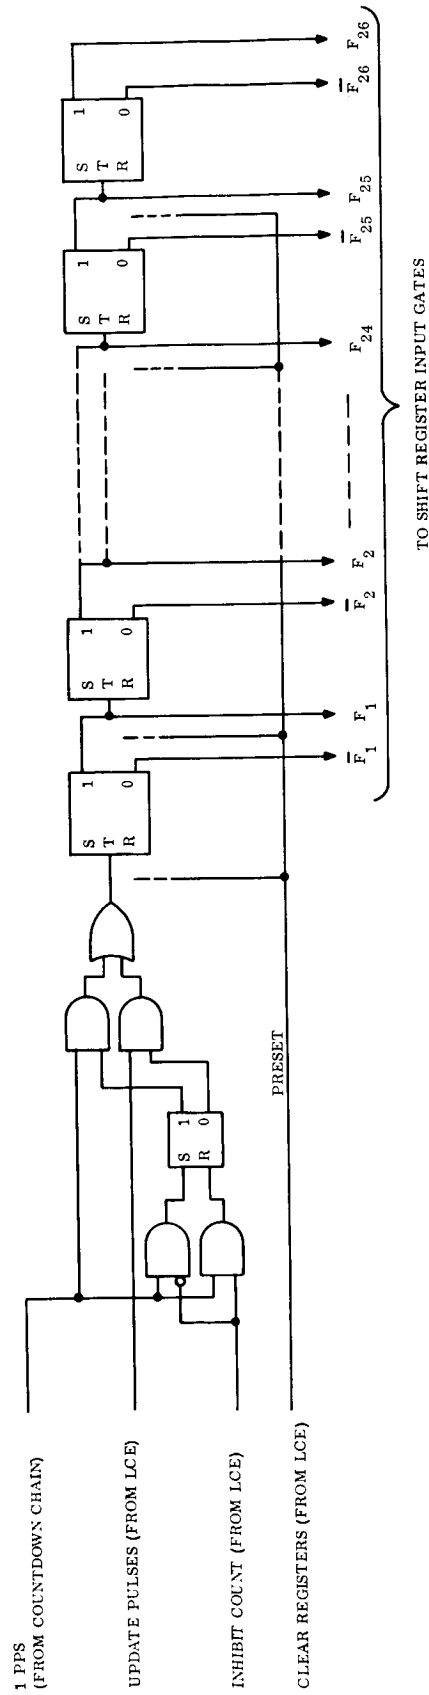 1 PPS
(FROM COUNTDOWN CHAIN)
UPDATE PULSES (FROM LCE)
INHIBIT COUNT (FROM LCE)
CLEAR REGISTERS (FROM LCE)
PRESET
S 1
R 0
S 1
T
R 0
S 1
T
R 0
S 1
T
R 0
S 1
T
R 0
F̅1
F1
F̅2
F2
F24
F̅25
F25
F̅26
F26
TO SHIFT REGISTER INPUT GATES